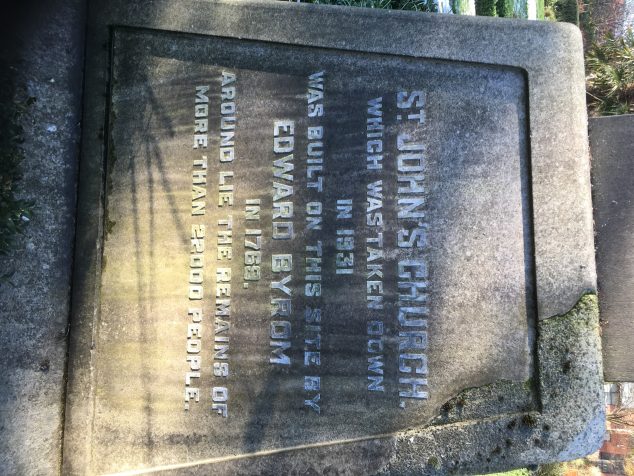 ST. JOHN'S CHURCH.
WHICH WAS TAKEN DOWN
IN 1931
WAS BUILT ON THIS SITE BY
EDWARD BYROM
IN 1769.
AROUND LIE THE REMAINS OF
MORE THAN 22000 PEOPLE.